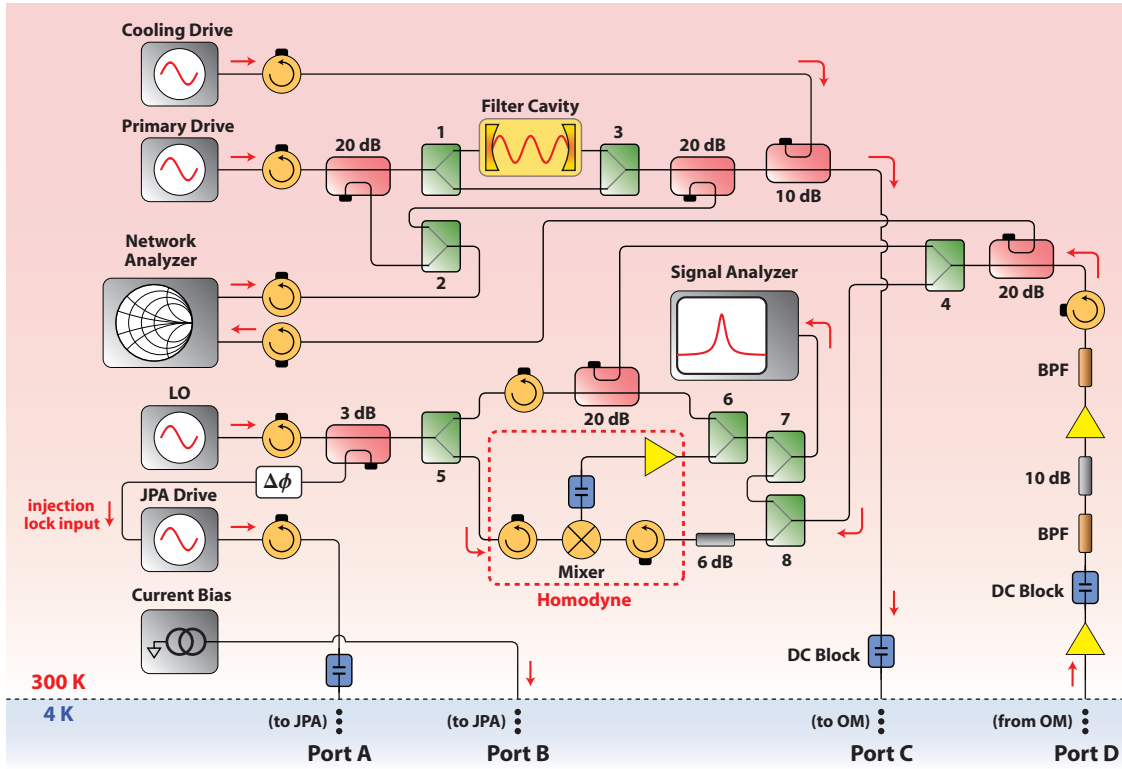 Cooling Drive
Primary Drive
20 dB
1
Filter Cavity
3
20 dB
10 dB
Network
Analyzer
2
Signal Analyzer
4
20 dB
BPF
LO
3 dB
5
20 dB
6
7
10 dB
Δϕ
injection
lock input
JPA Drive
Mixer
6 dB
8
BPF
Homodyne
Current Bias
DC Block
DC Block
300 K
4 K
(to JPA)
Port A
(to JPA)
Port B
(to OM)
Port C
(from OM)
Port D